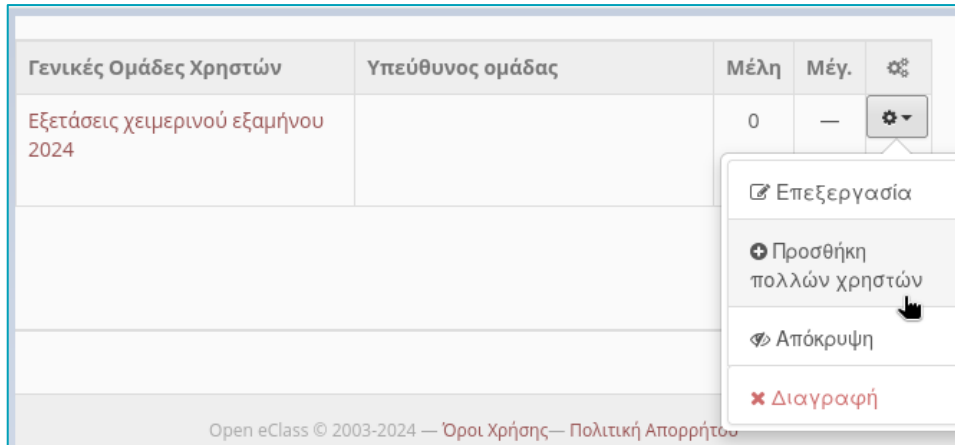 Γενικές Ομάδες Χρηστών Υπεύθυνος ομάδας Μέλη Μέγ.
Εξετάσεις χειμερινού εξαμήνου 0 —
2024
Επεξεργασία
Προσθήκη
πολλών χρηστών
Απόκρυψη
Διαγραφή
Open eClass © 2003-2024 — Όροι Χρήσης— Πολιτική Απορρήτου